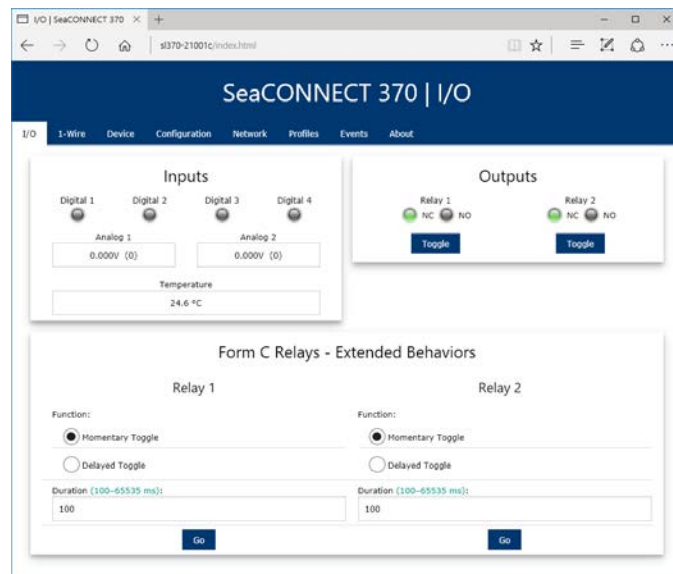 I/O | SeaCONNECT 370
sl370-21001c/index.html
SeaCONNECT 370 | I/O
I/O 1-Wire Device Configuration Network Profiles Events About
Inputs
Digital 1 Digital 2 Digital 3 Digital 4
Analog 1 Analog 2
0.000V (0) 0.000V (0)
Temperature
24.6 ºC
Outputs
Relay 1 Relay 2
NC NO NC NO
Toggle Toggle
Form C Relays - Extended Behaviors
Relay 1 Relay 2
Function: Function:
Momentary Toggle Momentary Toggle
Delayed Toggle Delayed Toggle
Duration (100–65535 ms): Duration (100–65535 ms):
100 100
Go Go